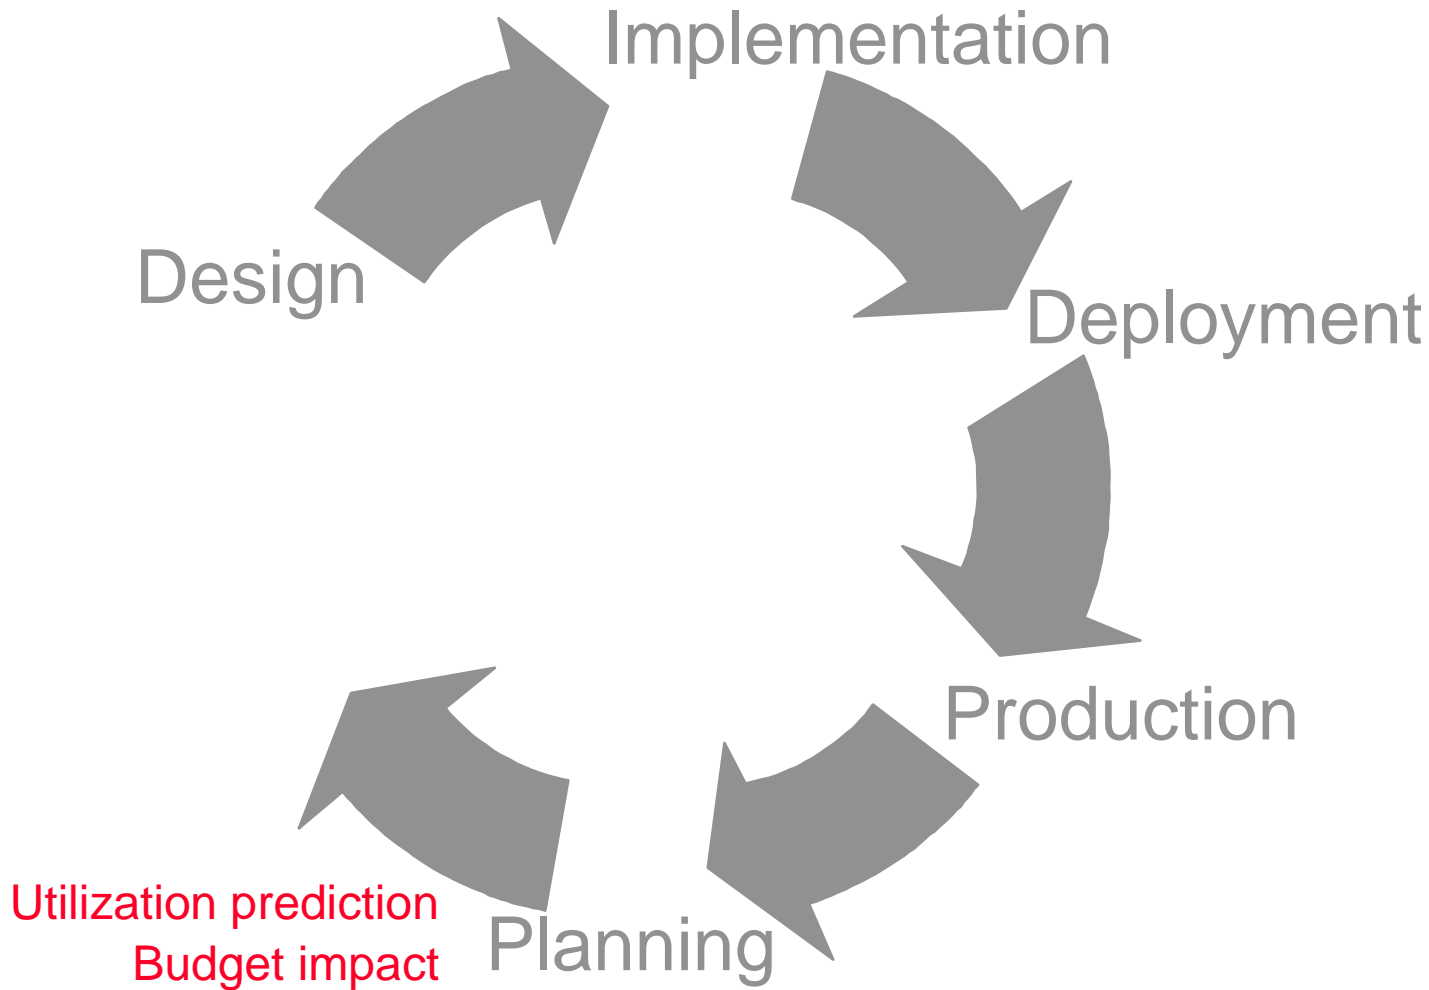 Implementation
Design
Deployment
Production
Utilization prediction
Budget impact
Planning